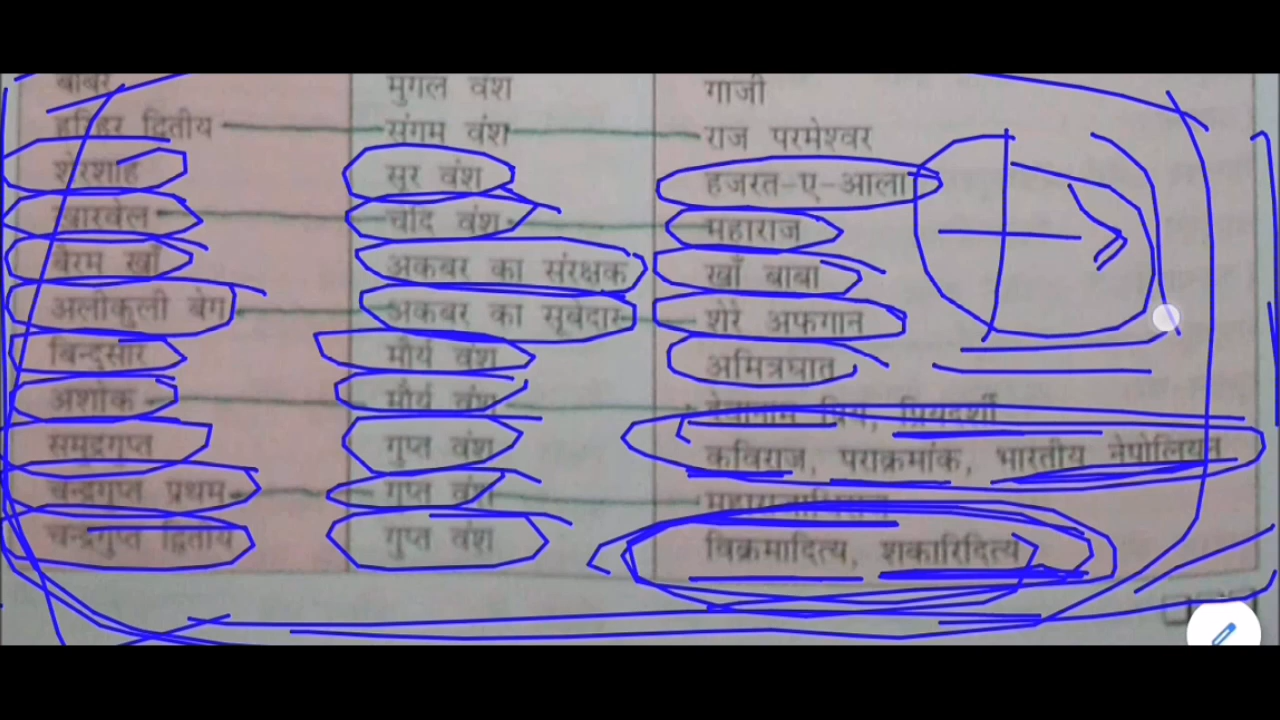 बाबर मुगल वंश गाजी
हरिहर द्वितीय संगम वंश राज परमेश्वर
शेरशाह सूर वंश हजरत-ए-आला
खारवेल चेदि वंश महाराज
बैरम खाँ अकबर का संरक्षक खाँ बाबा
अलीकुली बेग अकबर का सूबेदार शेरे अफगान
बिन्दुसार मौर्य वंश अमित्रघात
अशोक मौर्य वंश देवानाम प्रिय, प्रियदर्शी
समुद्रगुप्त गुप्त वंश कविराज, पराक्रमांक, भारतीय नेपोलियन
चन्द्रगुप्त प्रथम गुप्त वंश महाराजाधिराज
चन्द्रगुप्त द्वितीय गुप्त वंश विक्रमादित्य, शकारिदित्य